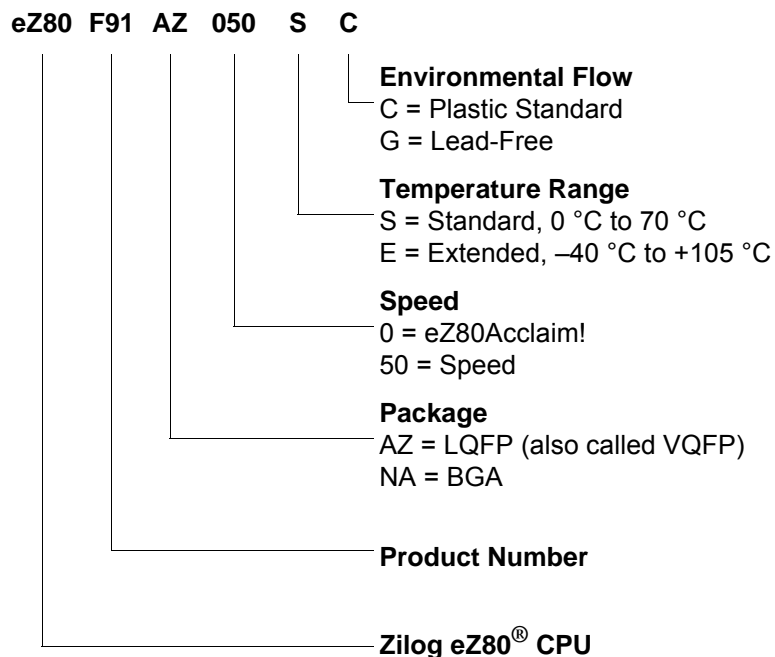 eZ80 F91 AZ 050 S C
Environmental Flow
C = Plastic Standard
G = Lead-Free
Temperature Range
S = Standard, 0 °C to 70 °C
E = Extended, –40 °C to +105 °C
Speed
0 = eZ80Acclaim!
50 = Speed
Package
AZ = LQFP (also called VQFP)
NA = BGA
Product Number
Zilog eZ80® CPU